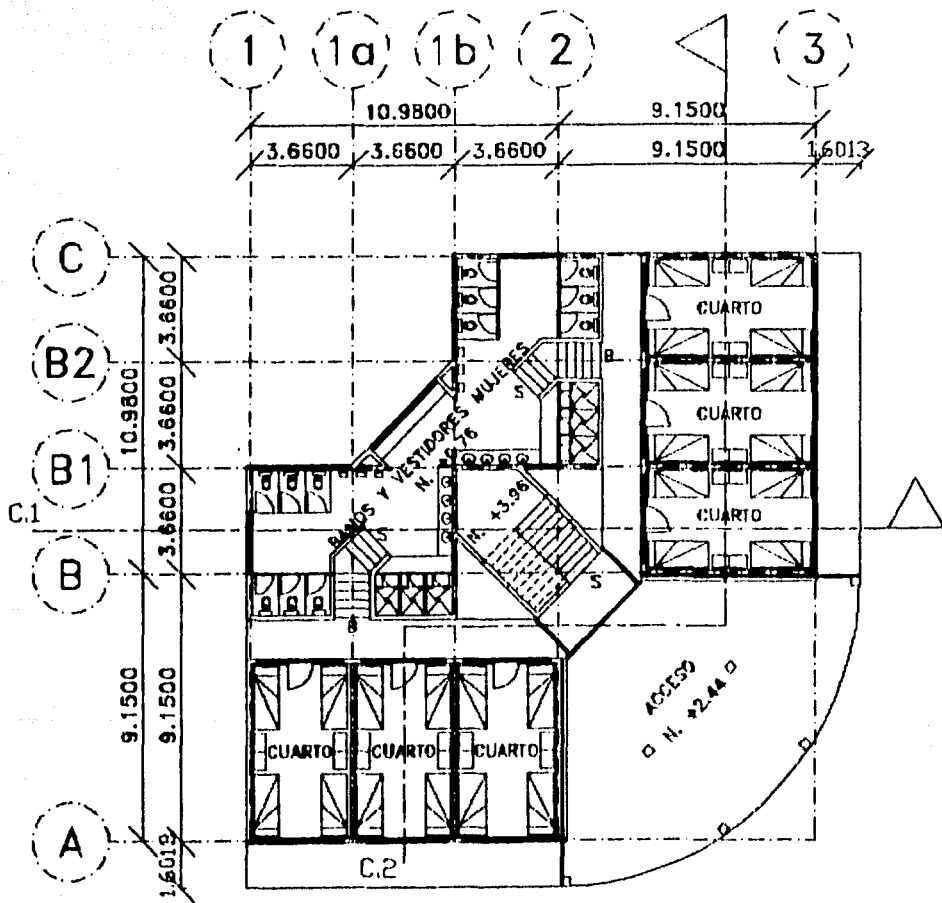 1 1a 1b 2 3
10.9800 9.1500
3.6600 3.6600 3.6600 9.1500 1.6013
C
3.6600
CUARTO
B2
B
S
10.9800
3.6600
CUARTO
BAÑOS Y VESTIDORES MUJERES
B1
N. +3.96
C.1
CUARTO
3.6600
S
B
S
B
9.1500
9.1500
ACCESO
N. +2.44
CUARTO CUARTO CUARTO
A
C.2
1.6013